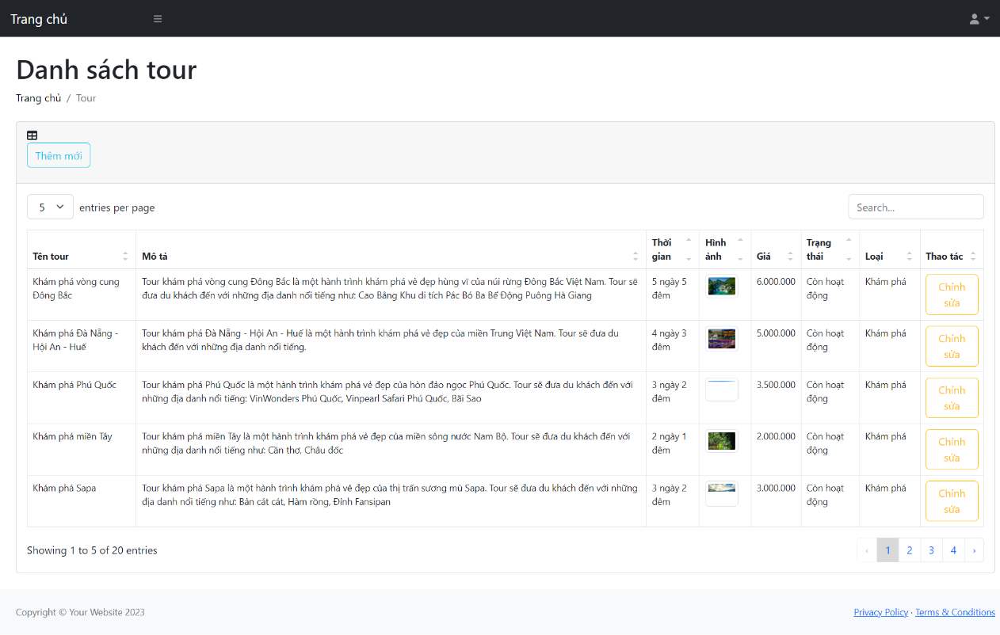 Trang chủ
Danh sách tour
Trang chủ / Tour
Thêm mới
5 entries per page
Search...
Tên tour
Mô tả
Thời
gian
Hình
ảnh
Giá
Trạng
thái
Loại
Thao tác
Khám phá vòng cung
Đông Bắc
Tour khám phá vòng cung Đông Bắc là một hành trình khám phá vẻ đẹp hùng vĩ của núi rừng Đông Bắc Việt Nam. Tour sẽ
đưa du khách đến với những địa danh nổi tiếng như: Cao Bằng Khu di tích Pác Bó Ba Bể Động Puông Hà Giang
5 ngày 5
đêm
6.000.000
Còn hoạt
động
Khám phá
Chỉnh
sửa
Khám phá Đà Nẵng -
Hội An - Huế
Tour khám phá Đà Nẵng - Hội An - Huế là một hành trình khám phá vẻ đẹp của miền Trung Việt Nam. Tour sẽ đưa du
khách đến với những địa danh nổi tiếng.
4 ngày 3
đêm
5.000.000
Còn hoạt
động
Khám phá
Chỉnh
sửa
Khám phá Phú Quốc
Tour khám phá Phú Quốc là một hành trình khám phá vẻ đẹp của hòn đảo ngọc Phú Quốc. Tour sẽ đưa du khách đến với
những địa danh nổi tiếng: VinWonders Phú Quốc, Vinpearl Safari Phú Quốc, Bãi Sao
3 ngày 2
đêm
3.500.000
Còn hoạt
động
Khám phá
Chỉnh
sửa
Khám phá miền Tây
Tour khám phá miền Tây là một hành trình khám phá vẻ đẹp của miền sông nước Nam Bộ. Tour sẽ đưa du khách đến với
những địa danh nổi tiếng như: Cần thơ, Châu đốc
2 ngày 1
đêm
2.000.000
Còn hoạt
động
Khám phá
Chỉnh
sửa
Khám phá Sapa
Tour khám phá Sapa là một hành trình khám phá vẻ đẹp của thị trấn sương mù Sapa. Tour sẽ đưa du khách đến với những
địa danh nổi tiếng như: Bản cát cát, Hàm rồng, Đỉnh Fansipan
3 ngày 2
đêm
3.000.000
Còn hoạt
động
Khám phá
Chỉnh
sửa
Showing 1 to 5 of 20 entries
‹ 1 2 3 4 ›
Copyright © Your Website 2023
Privacy Policy · Terms & Conditions